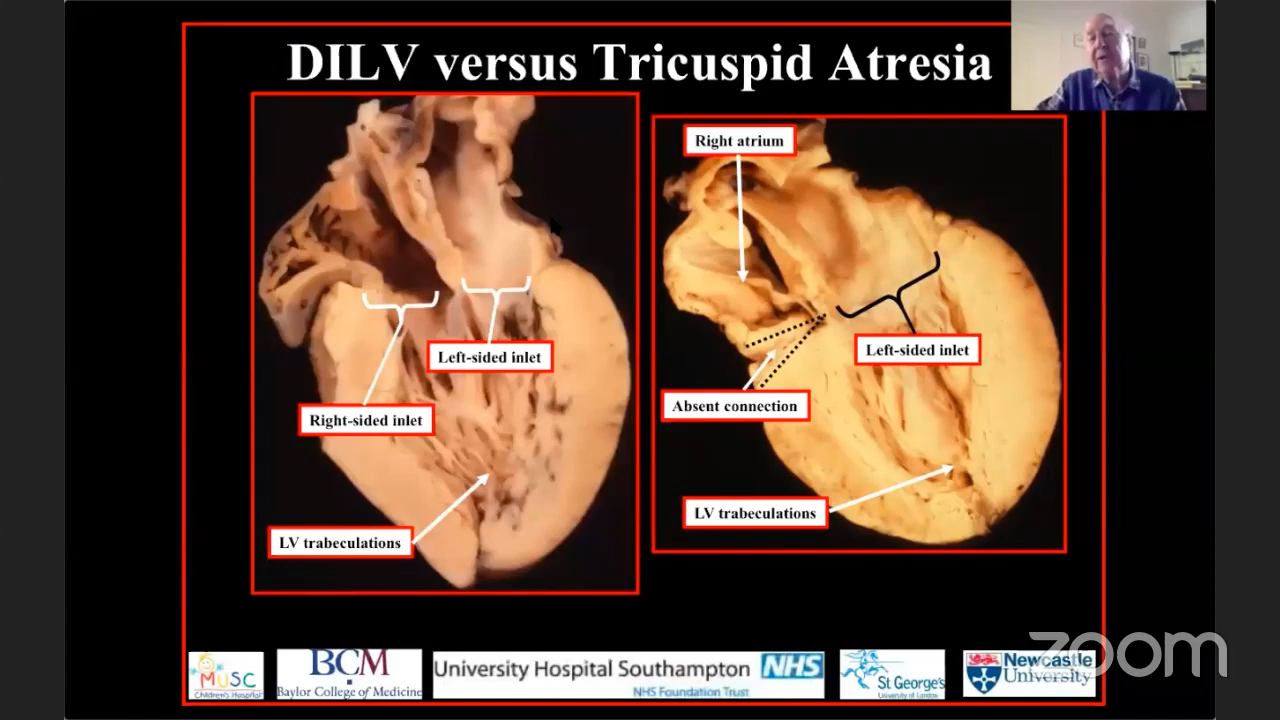 DILV versus Tricuspid Atresia
Right atrium
Left-sided inlet
Left-sided inlet
Absent connection
Right-sided inlet
LV trabeculations
LV trabeculations
MUSC
Children's Hospital
BCM
Baylor College of Medicine
University Hospital Southampton NHS
NHS Foundation Trust
St George's
University of London
Newcastle
University
zoom